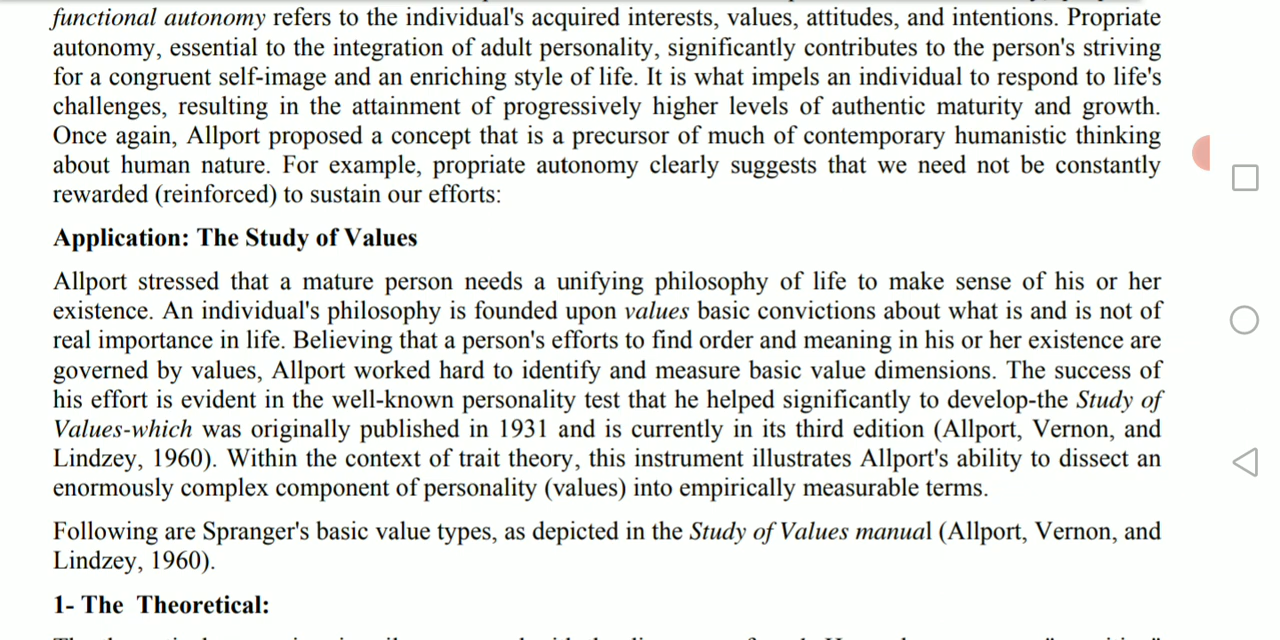 functional autonomy refers to the individual's acquired interests, values, attitudes, and intentions. Propriate
autonomy, essential to the integration of adult personality, significantly contributes to the person's striving
for a congruent self-image and an enriching style of life. It is what impels an individual to respond to life's
challenges, resulting in the attainment of progressively higher levels of authentic maturity and growth.
Once again, Allport proposed a concept that is a precursor of much of contemporary humanistic thinking
about human nature. For example, propriate autonomy clearly suggests that we need not be constantly
rewarded (reinforced) to sustain our efforts:
Application: The Study of Values
Allport stressed that a mature person needs a unifying philosophy of life to make sense of his or her
existence. An individual's philosophy is founded upon values basic convictions about what is and is not of
real importance in life. Believing that a person's efforts to find order and meaning in his or her existence are
governed by values, Allport worked hard to identify and measure basic value dimensions. The success of
his effort is evident in the well-known personality test that he helped significantly to develop-the Study of
Values-which was originally published in 1931 and is currently in its third edition (Allport, Vernon, and
Lindzey, 1960). Within the context of trait theory, this instrument illustrates Allport's ability to dissect an
enormously complex component of personality (values) into empirically measurable terms.
Following are Spranger's basic value types, as depicted in the Study of Values manual (Allport, Vernon, and
Lindzey, 1960).
1- The Theoretical: